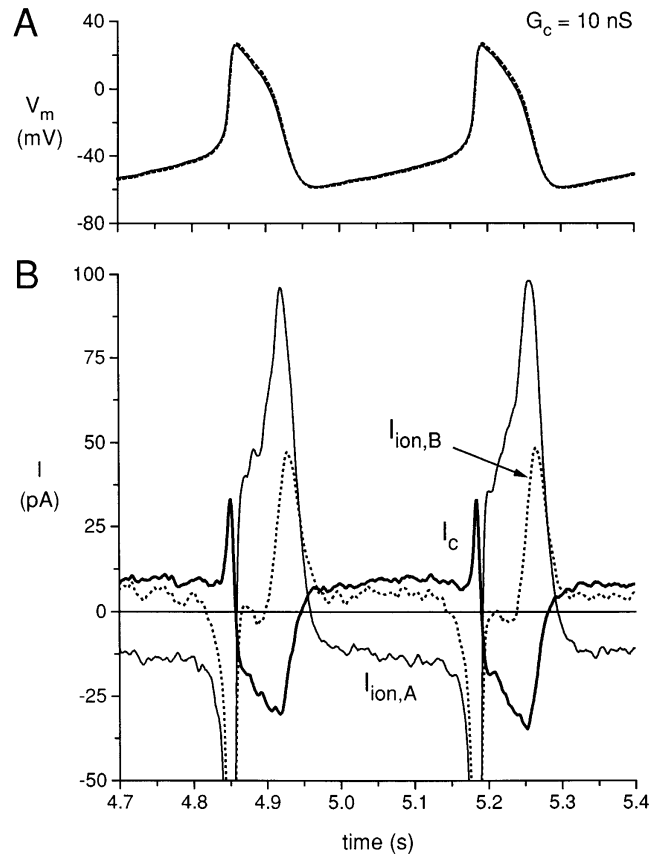 A
G_c = 10 nS
40
0
-40
-80
V_m
(mV)
B
100
75
50
25
0
-25
-50
I
(pA)
I_ion,B
I_c
I_ion,A
4.7 4.8 4.9 5.0 5.1 5.2 5.3 5.4
time (s)